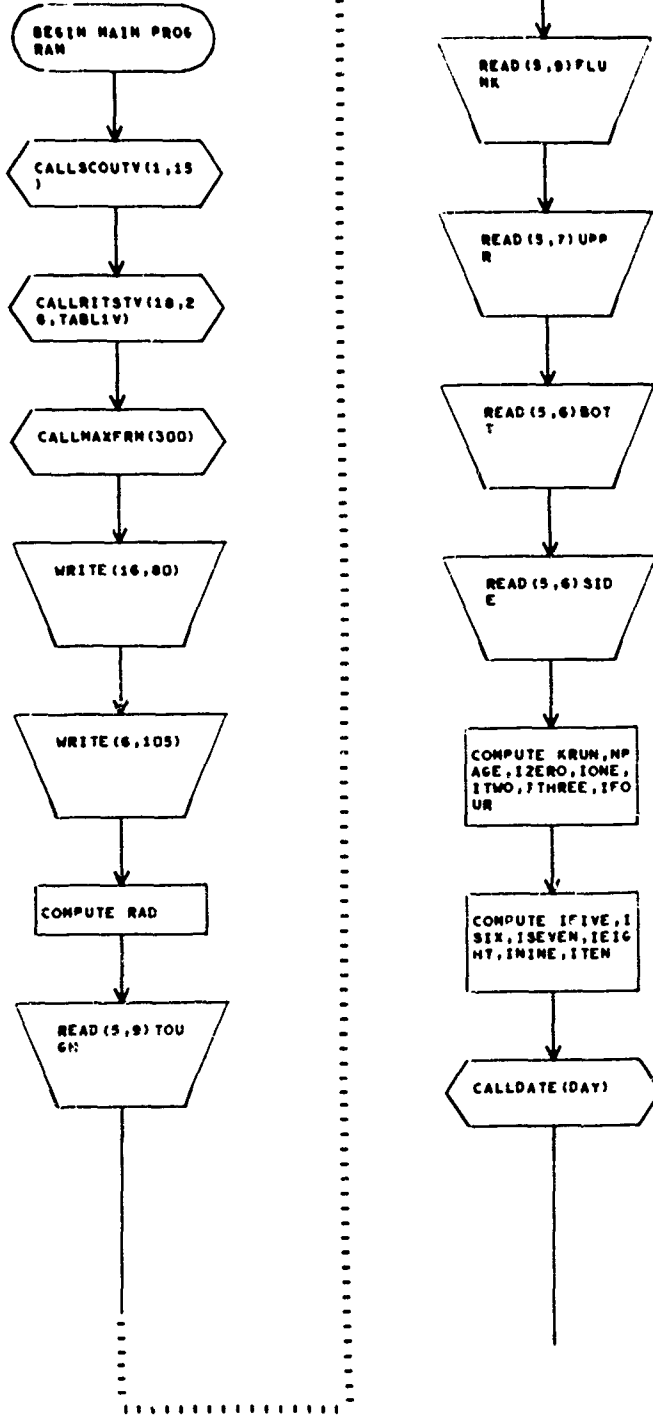 BEGIN MAIN PROG
RAM
CALLSCOUTV(1,15
)
CALLRITSTV(18,2
6,TABL1V)
CALLMAXFRM(300)
WRITE(16,80)
WRITE(6,105)
COMPUTE RAD
READ(5,9)TOU
GH
READ(5,9)FLU
NK
READ(5,7)UPP
R
READ(5,6)BOT
T
READ(5,6)SID
E
COMPUTE KRUN,NP
AGE,IZERO,IONE,
ITWO,ITHREE,IFO
UR
COMPUTE IFIVE,I
SIX,ISEVEN,IEIG
HT,ININE,ITEN
CALLDATE(DAY)